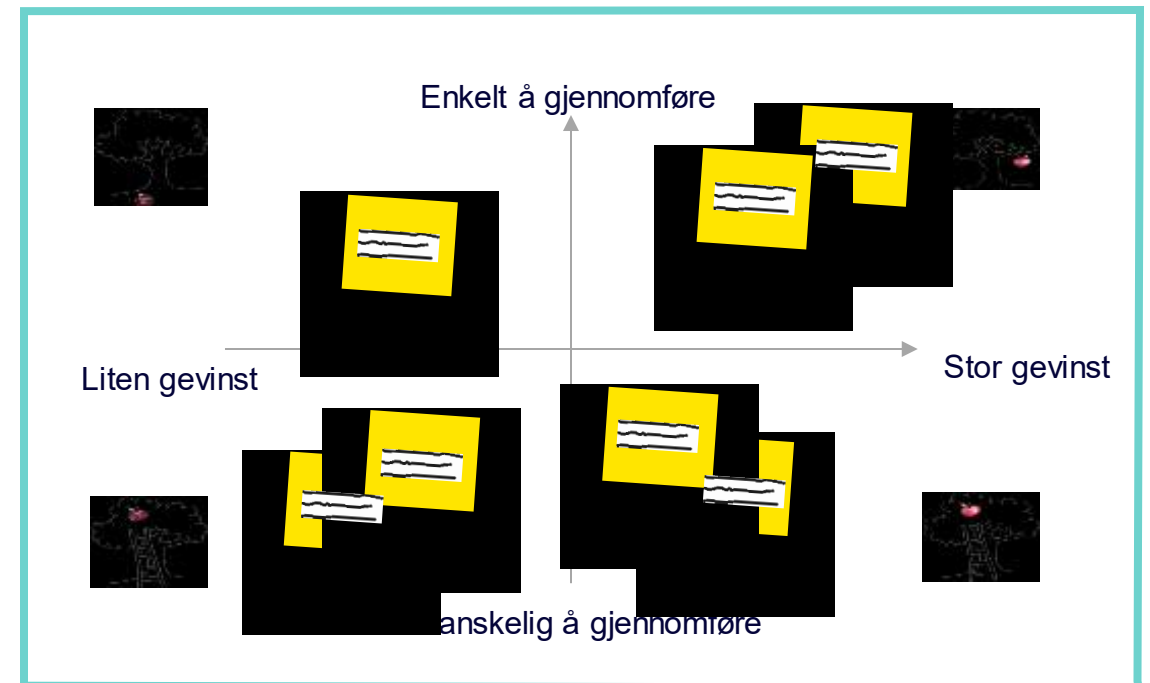 Enkelt å gjennomføre
Liten gevinst
Stor gevinst
anskelig å gjennomføre